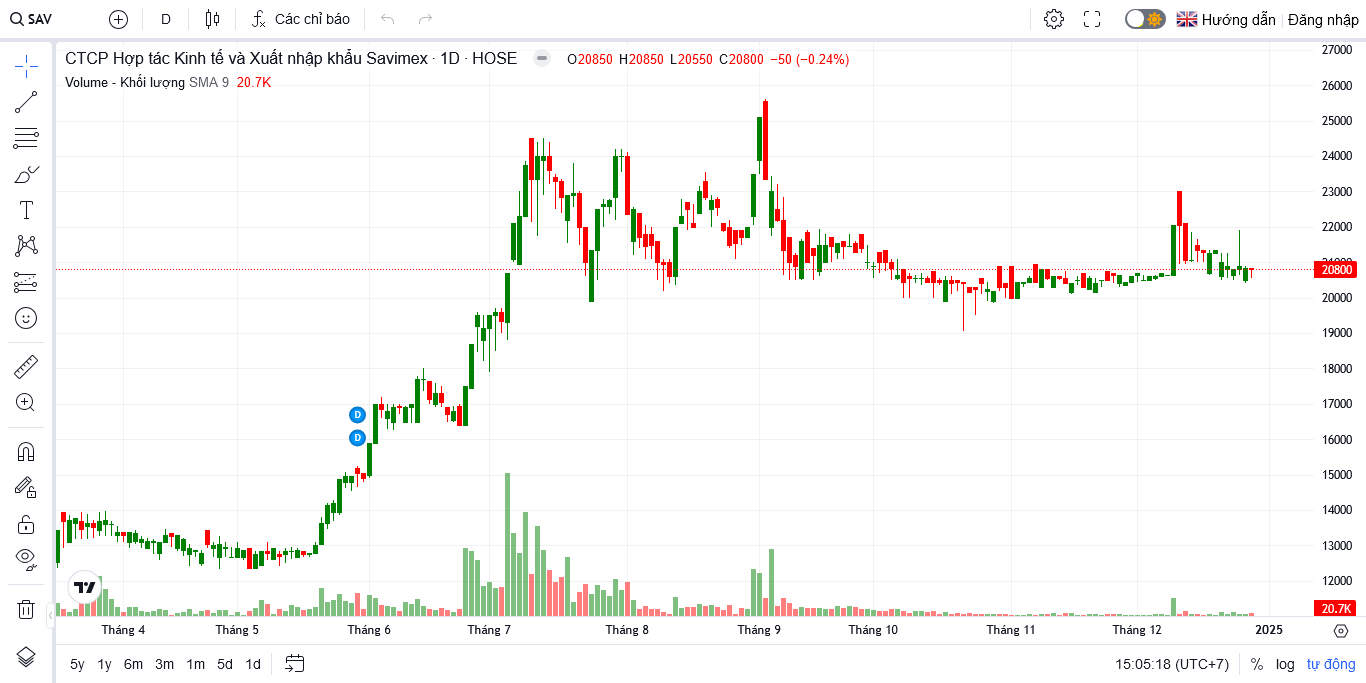 SAV D Các chỉ báo Hướng dẫn Đăng nhập
CTCP Hợp tác Kinh tế và Xuất nhập khẩu Savimex · 1D · HOSE O20850 H20850 L20550 C20800 −50 (−0.24%)
Volume - Khối lượng SMA 9 20.7K
27000
26000
25000
24000
23000
22000
21000
20800
20000
19000
18000
17000
16000
15000
14000
13000
12000
20.7K
D
D
Tháng 4 Tháng 5 Tháng 6 Tháng 7 Tháng 8 Tháng 9 Tháng 10 Tháng 11 Tháng 12 2025
5y 1y 6m 3m 1m 5d 1d 15:05:18 (UTC+7) % log tự động